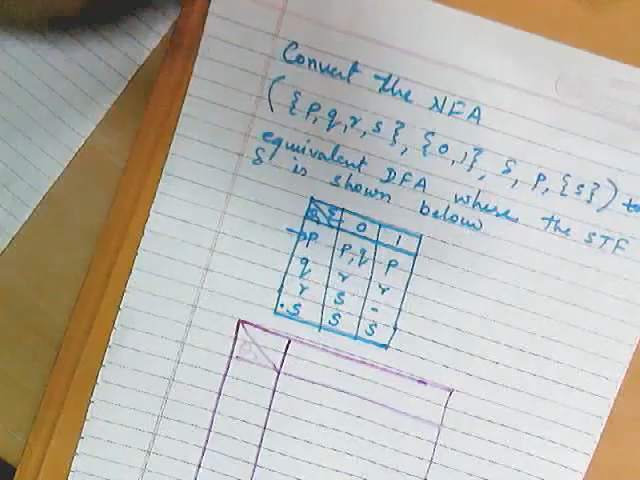 Convert the NFA
({p,q,r,s}, {0,1}, δ, p, {s}) to
equivalent DFA where the STF
δ is shown below
Q Σ 0 1
→p p,q p
q r r
r s -
.s s s